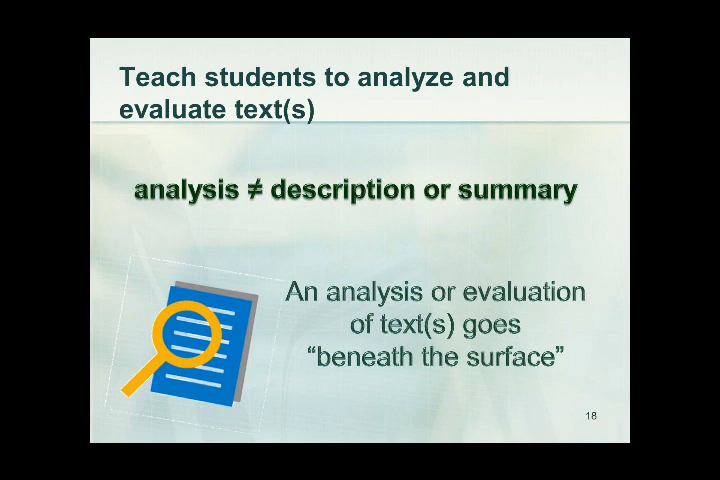 Teach students to analyze and
evaluate text(s)
analysis ≠ description or summary
An analysis or evaluation
of text(s) goes
“beneath the surface”
18